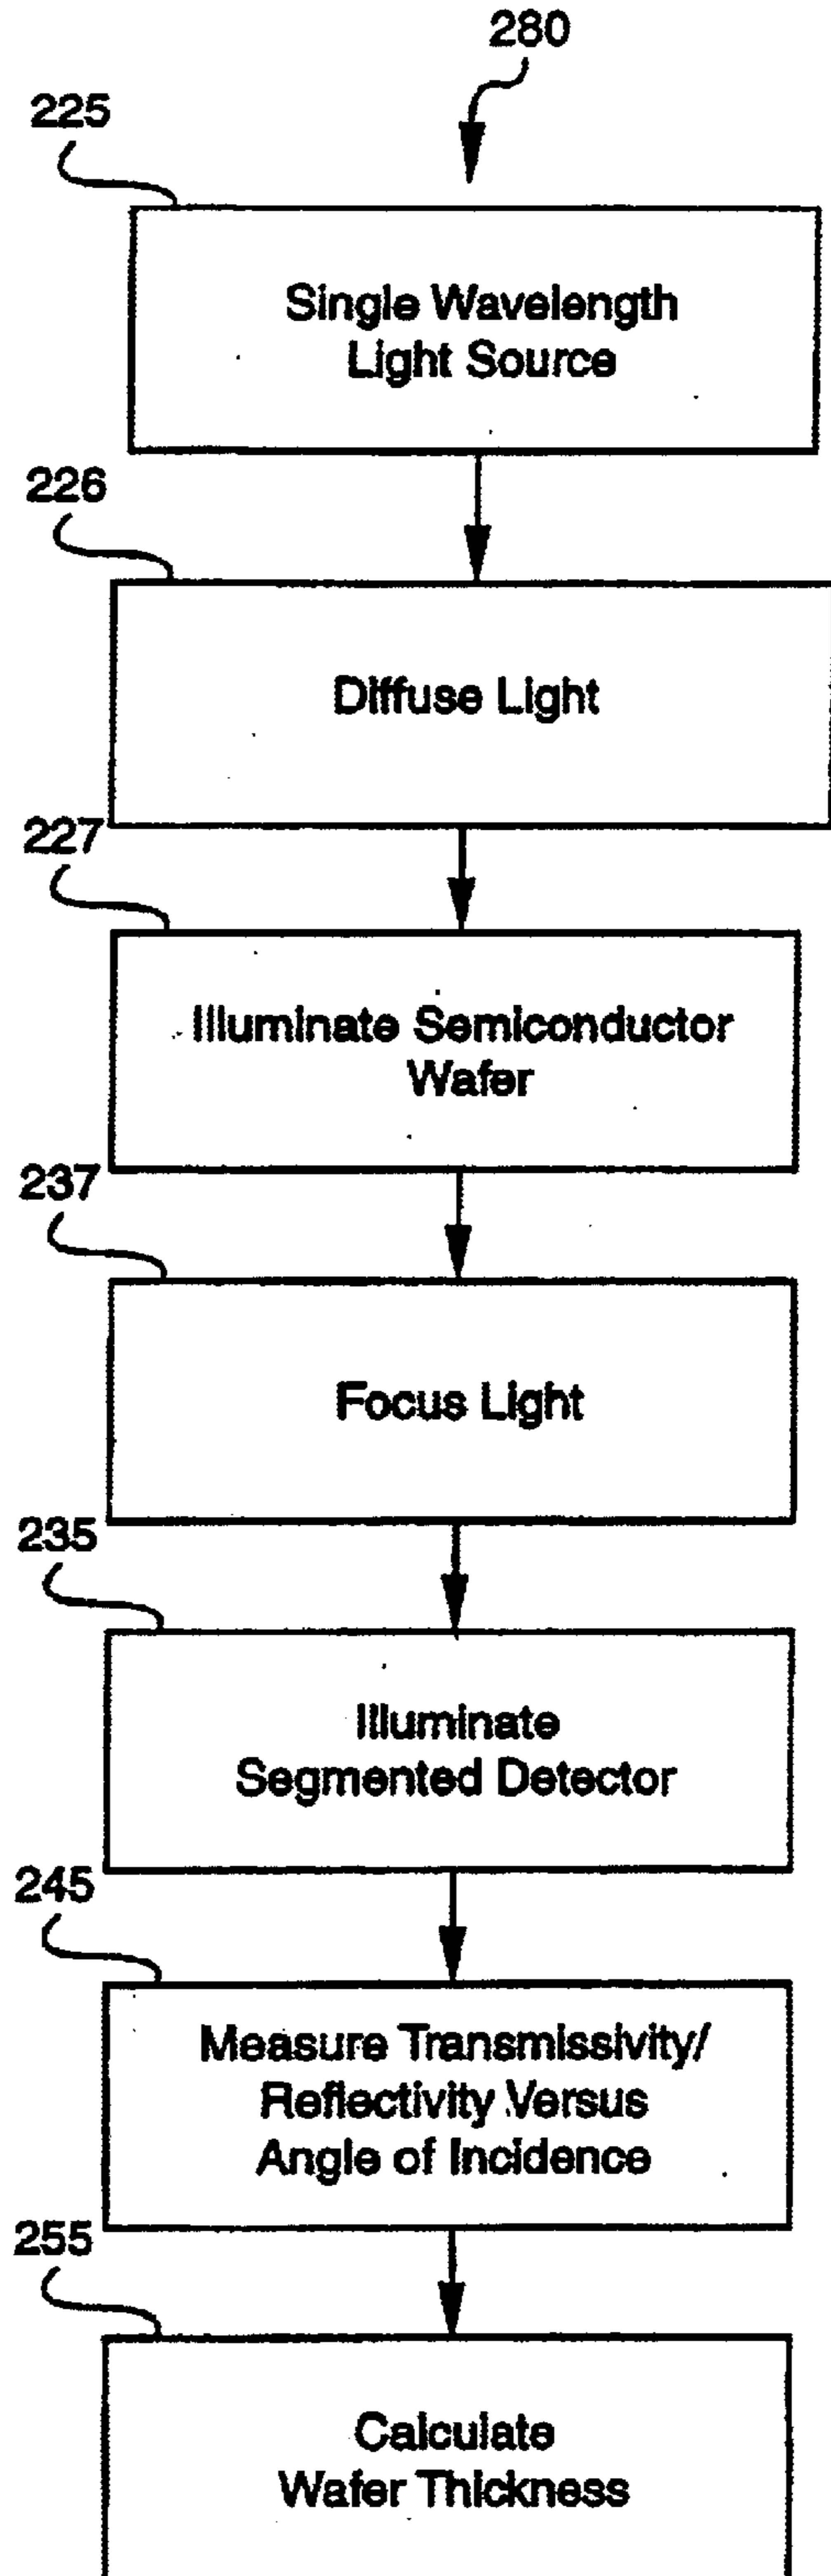 280
225
Single Wavelength
Light Source
226
Diffuse Light
227
Illuminate Semiconductor
Wafer
237
Focus Light
235
Illuminate
Segmented Detector
245
Measure Transmissivity/
Reflectivity Versus
Angle of Incidence
255
Calculate
Wafer Thickness